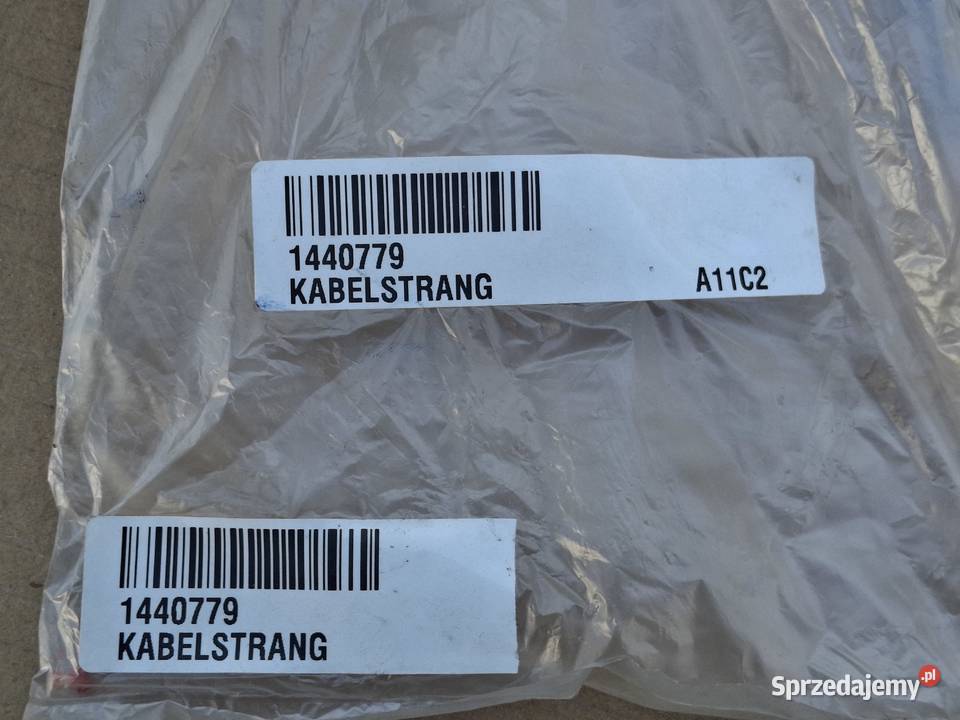 1440779
KABELSTRANG
A11C2
1440779
KABELSTRANG
Sprzedajemy.pl